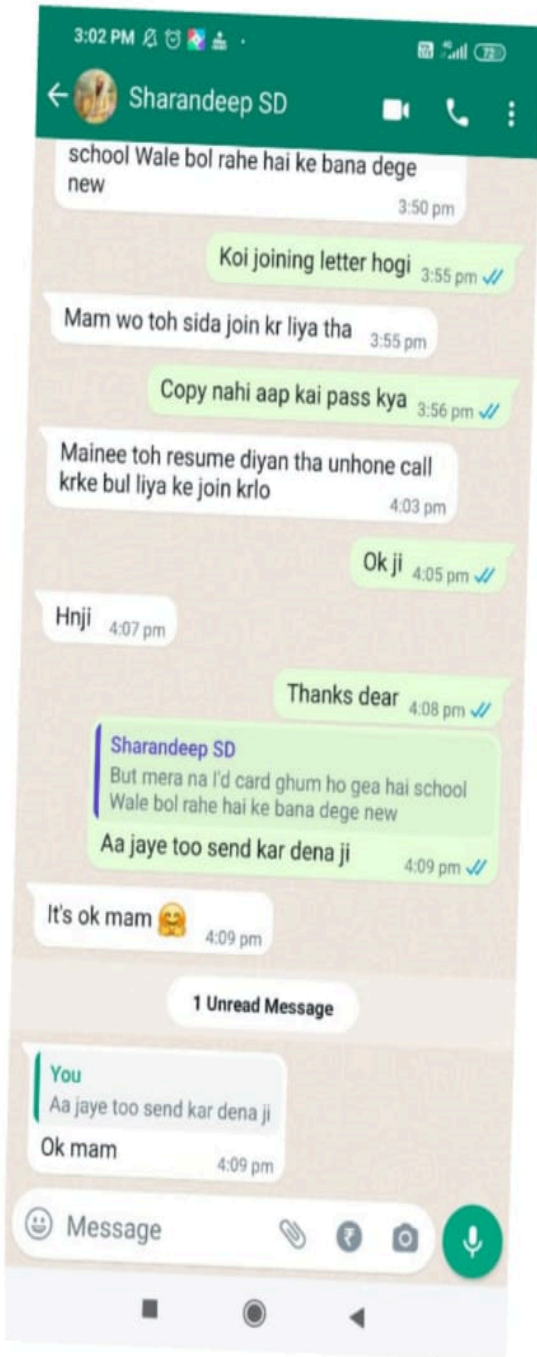 3:02 PM
72
Sharandeep SD
school Wale bol rahe hai ke bana dege
new
3:50 pm
Koi joining letter hogi 3:55 pm
Mam wo toh sida join kr liya tha 3:55 pm
Copy nahi aap kai pass kya 3:56 pm
Mainee toh resume diyan tha unhone call
krke bul liya ke join krlo
4:03 pm
Ok ji 4:05 pm
Hnji 4:07 pm
Thanks dear 4:08 pm
Sharandeep SD
But mera na I'd card ghum ho gea hai school
Wale bol rahe hai ke bana dege new
Aa jaye too send kar dena ji 4:09 pm
It's ok mam 🤗 4:09 pm
1 Unread Message
You
Aa jaye too send kar dena ji
Ok mam 4:09 pm
Message